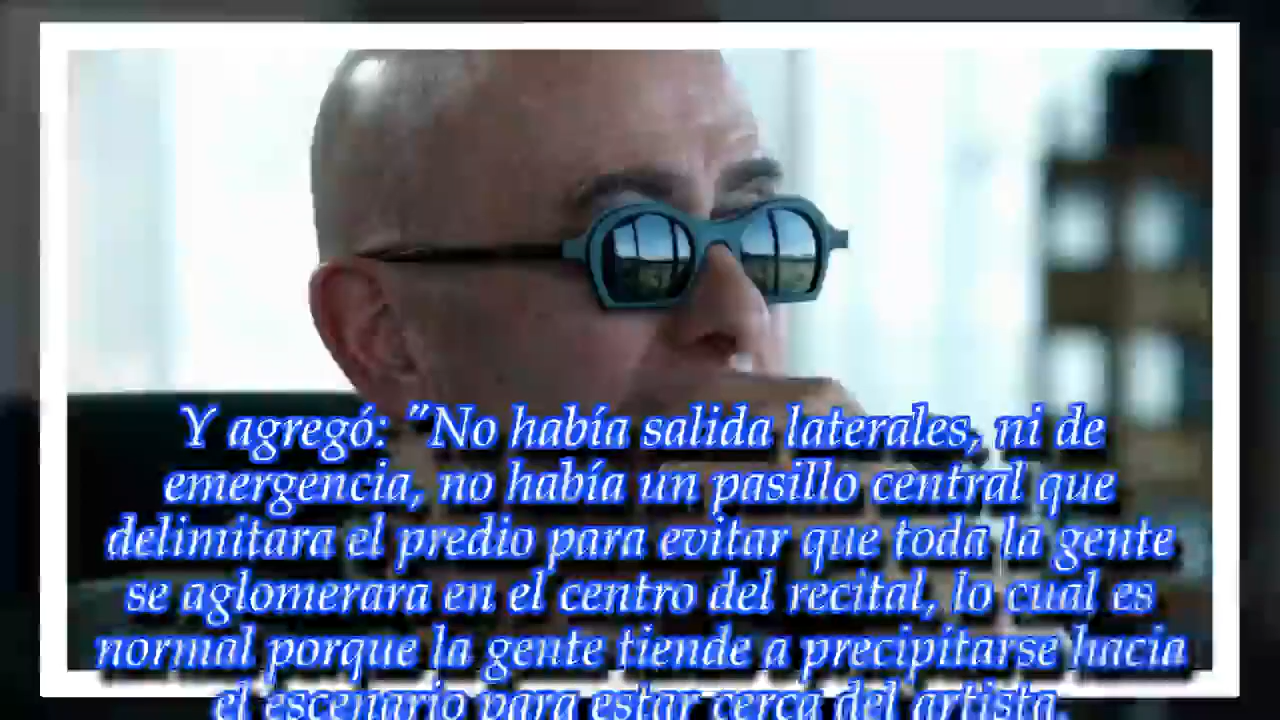 Y agregó: "No había salida laterales, ni de
emergencia, no había un pasillo central que
delimitara el predio para evitar que toda la gente
se aglomerara en el centro del recital, lo cual es
normal porque la gente tiende a precipitarse hacia
el escenario para estar cerca del artista.